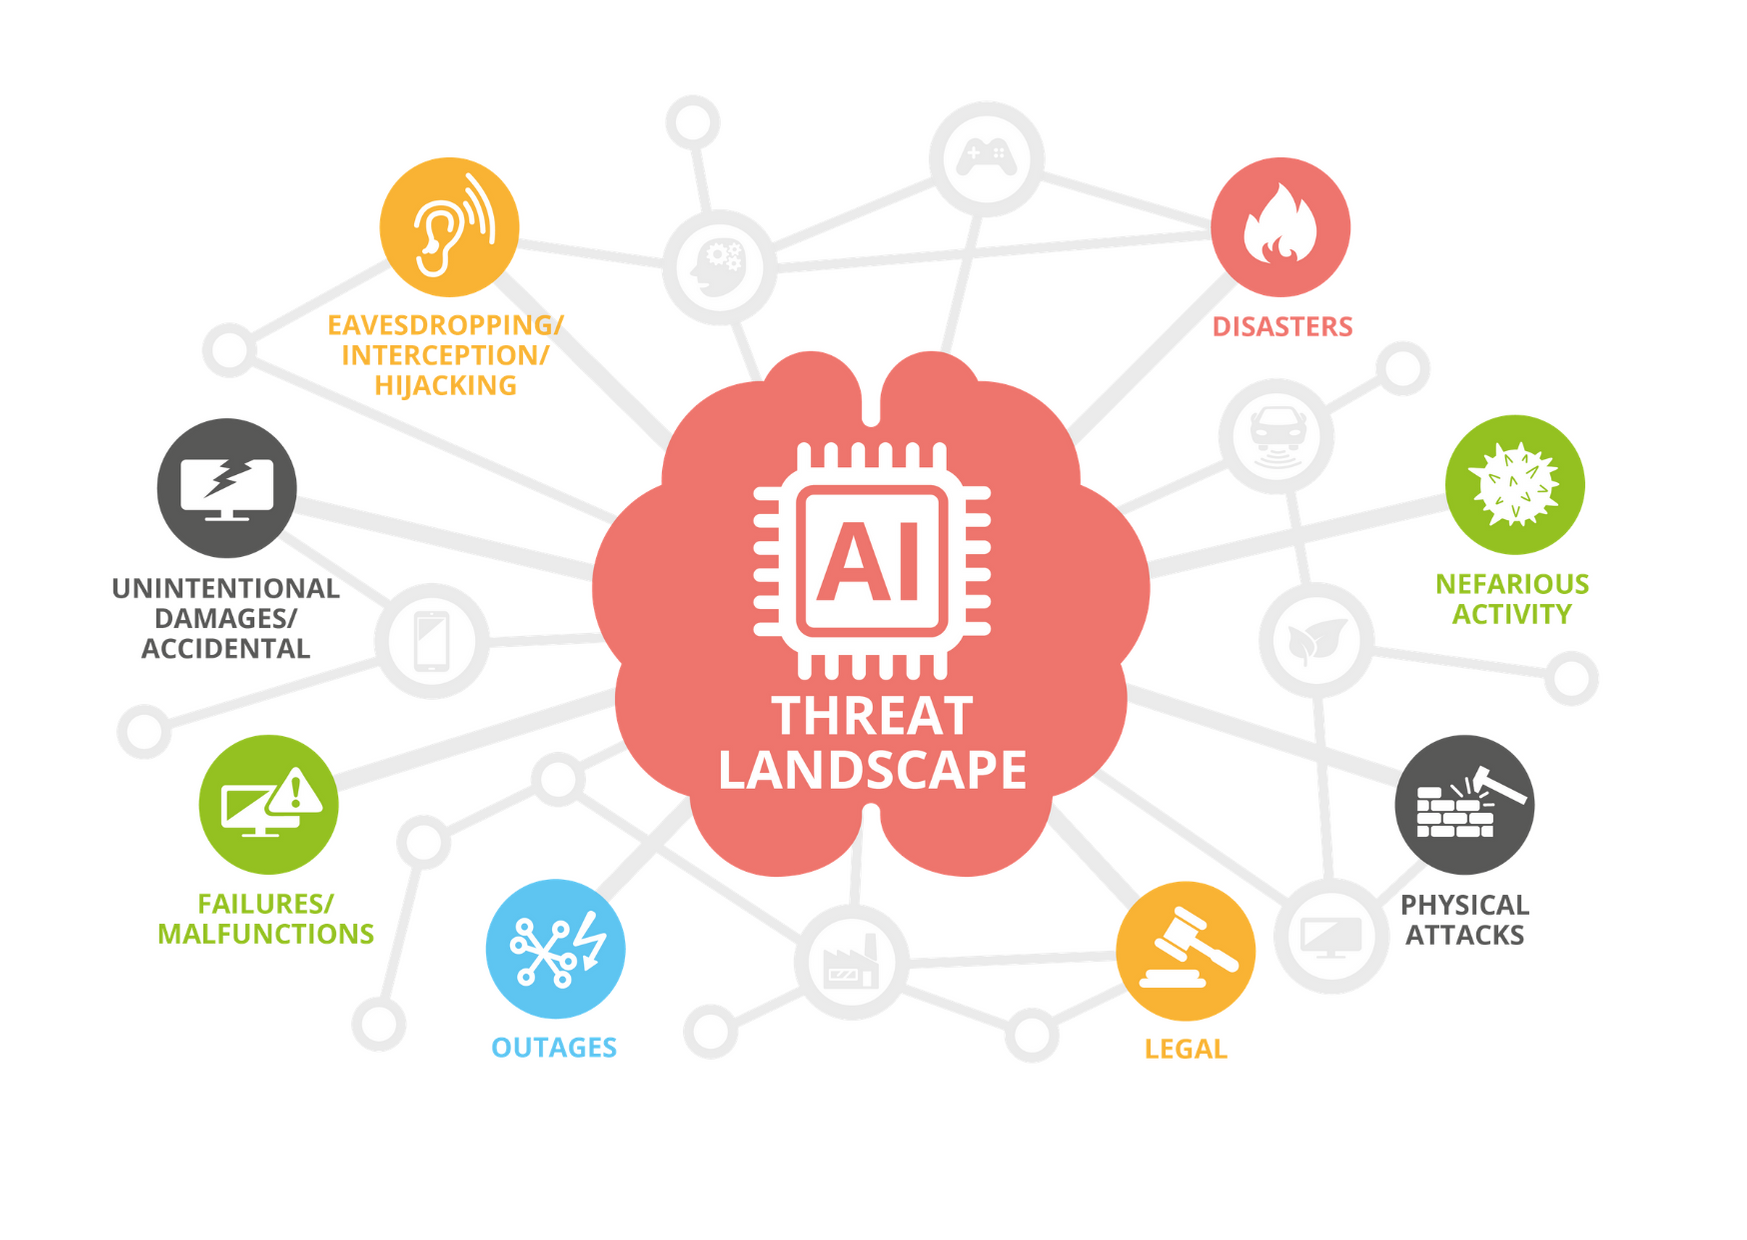 EAVESDROPPING/
INTERCEPTION/
HIJACKING
DISASTERS
UNINTENTIONAL
DAMAGES/
ACCIDENTAL
AI
THREAT
LANDSCAPE
NEFARIOUS
ACTIVITY
FAILURES/
MALFUNCTIONS
PHYSICAL
ATTACKS
OUTAGES
LEGAL